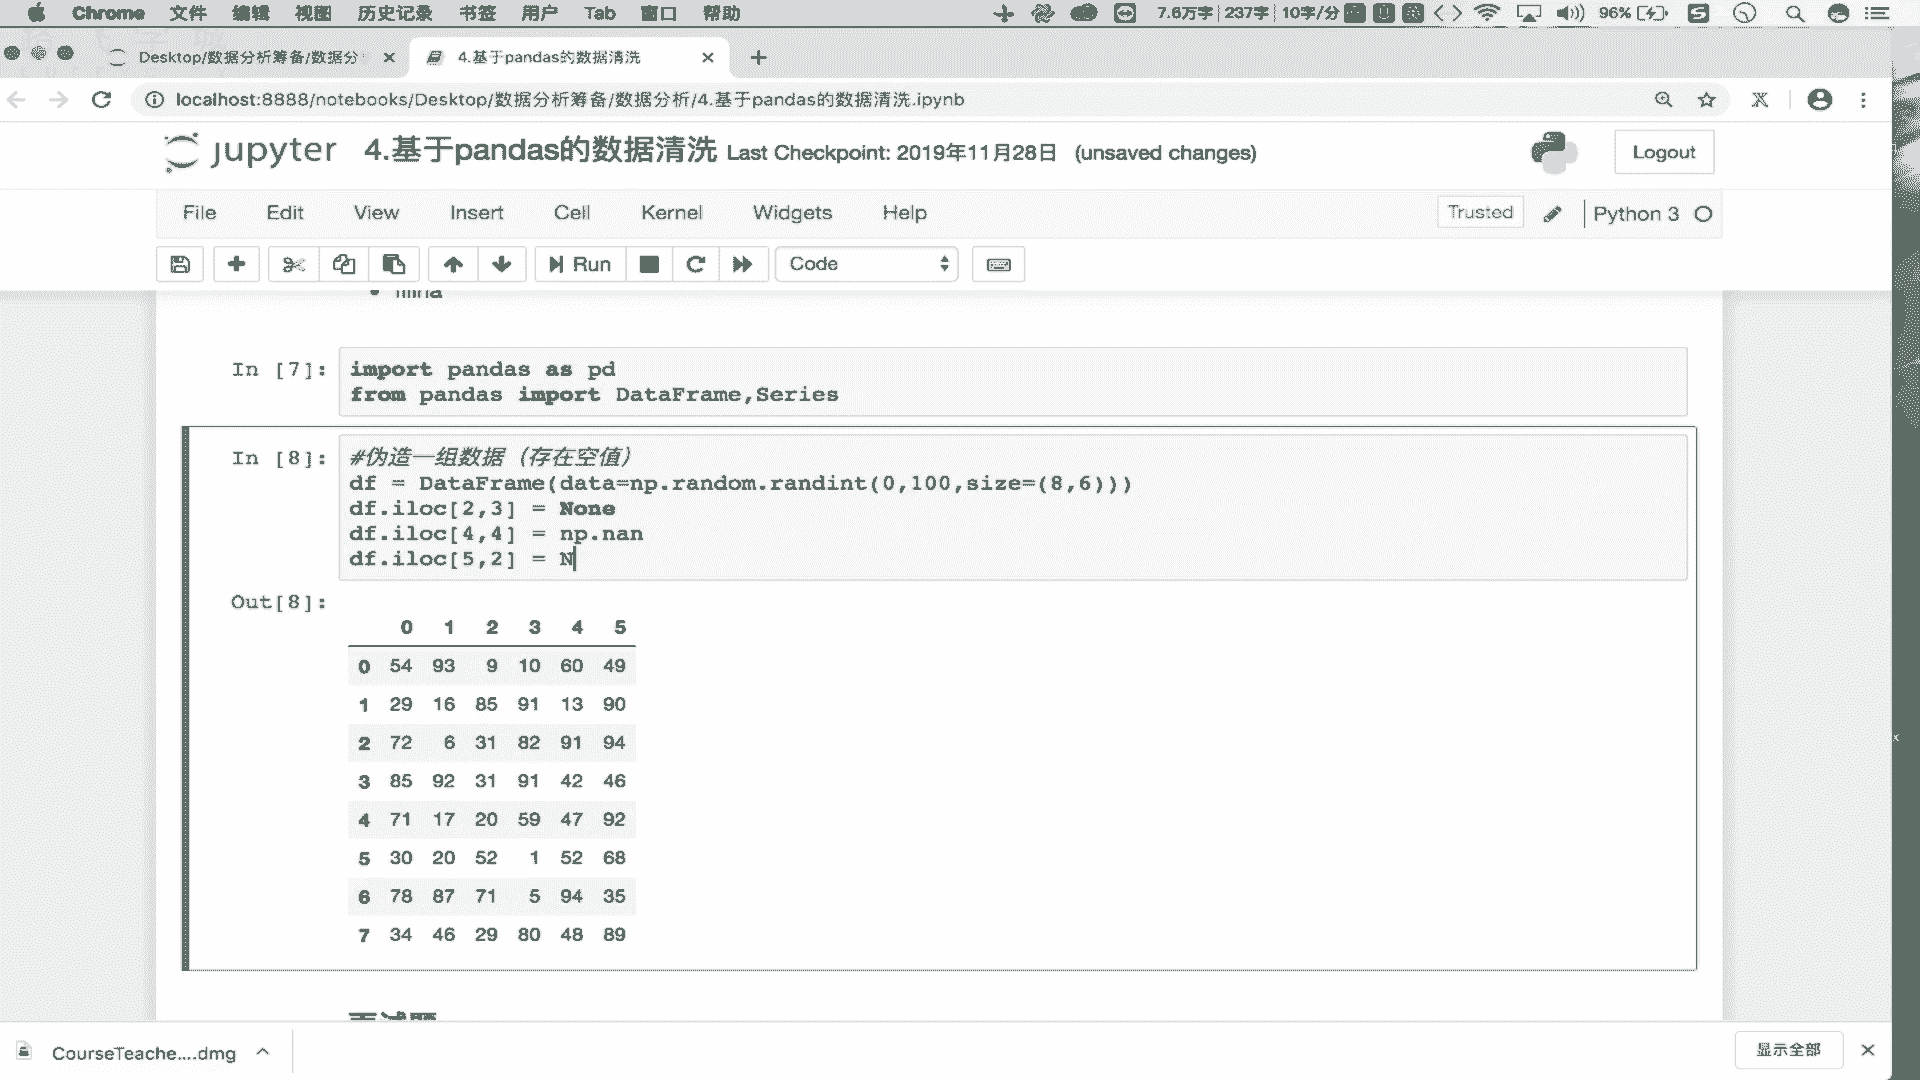 Chrome 文件 编辑 视图 历史记录 书签 用户 Tab 窗口 帮助 7.6万字 237字 10字/分 96%
Desktop/数据分析筹备/数据分 4.基于pandas的数据清洗
localhost:8888/notebooks/Desktop/数据分析筹备/数据分析/4.基于pandas的数据清洗.ipynb
jupyter 4.基于pandas的数据清洗 Last Checkpoint: 2019年11月28日 (unsaved changes) Logout
File Edit View Insert Cell Kernel Widgets Help Trusted Python 3
Run Code
In [7]: import pandas as pd
from pandas import DataFrame,Series
In [8]: #伪造一组数据（存在空值）
df = DataFrame(data=np.random.randint(0,100,size=(8,6)))
df.iloc[2,3] = None
df.iloc[4,4] = np.nan
df.iloc[5,2] = N
Out[8]:
0 1 2 3 4 5
0 54 93 9 10 60 49
1 29 16 85 91 13 90
2 72 6 31 82 91 94
3 85 92 31 91 42 46
4 71 17 20 59 47 92
5 30 20 52 1 52 68
6 78 87 71 5 94 35
7 34 46 29 80 48 89
CourseTeache....dmg 显示全部